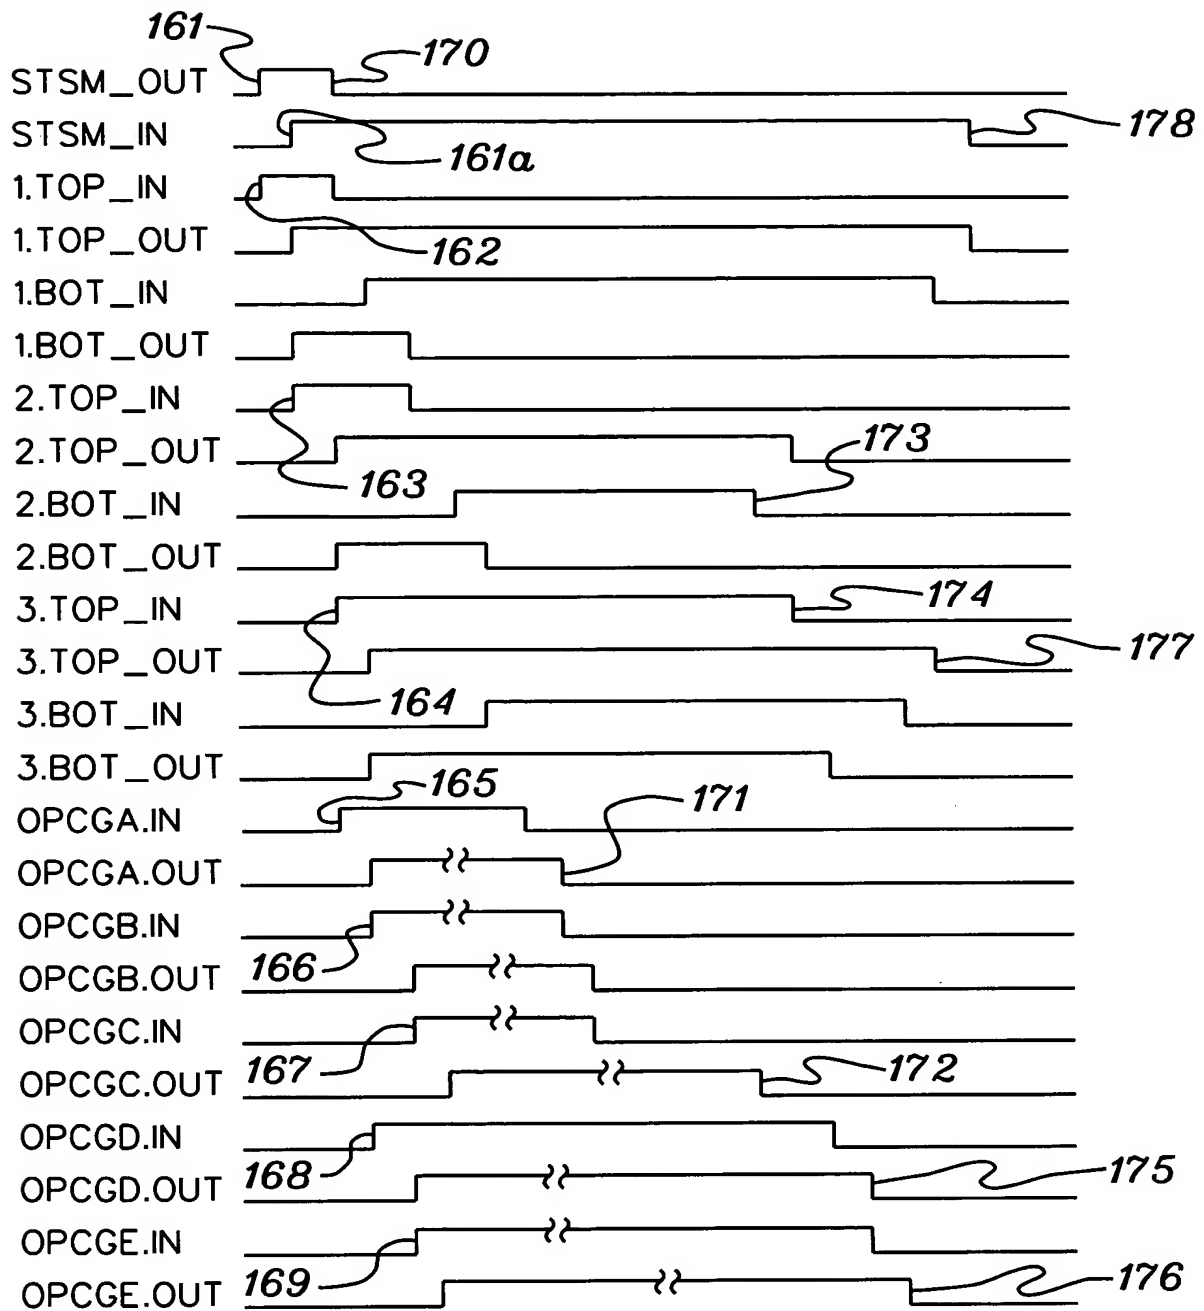 161
170
STSM_OUT
STSM_IN
178
161a
1.TOP_IN
1.TOP_OUT
162
1.BOT_IN
1.BOT_OUT
2.TOP_IN
2.TOP_OUT
173
163
2.BOT_IN
2.BOT_OUT
3.TOP_IN
174
3.TOP_OUT
177
164
3.BOT_IN
3.BOT_OUT
165
171
OPCGA.IN
OPCGA.OUT
OPCGB.IN
166
OPCGB.OUT
OPCGC.IN
167
172
OPCGC.OUT
OPCGD.IN
168
175
OPCGD.OUT
OPCGE.IN
169
176
OPCGE.OUT